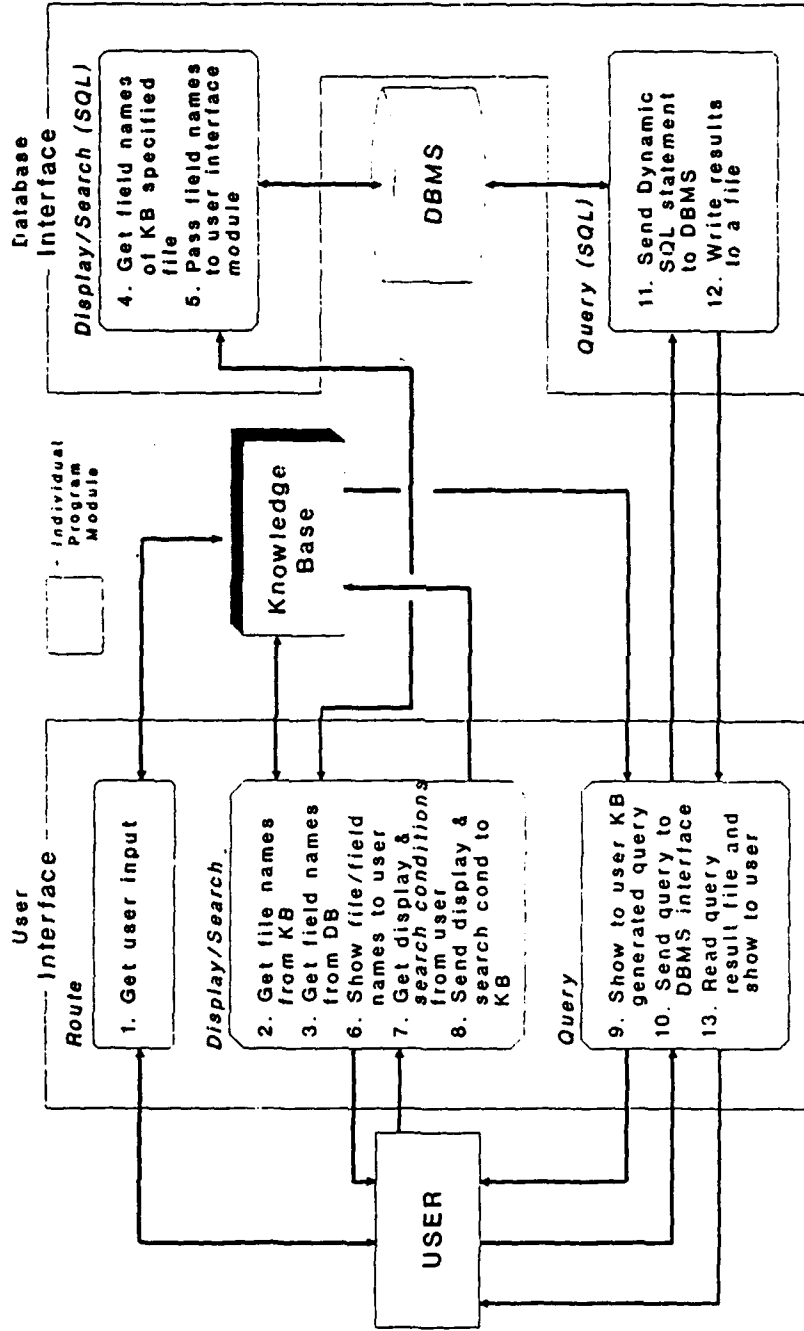 User
Interface
Database
Interface
Route
1. Get user input
- Individual
Program
Module
Display/Search (SQL)
4. Get field names
of KB specified
file
5. Pass field names
to user interface
module
Display/Search
2. Get file names
from KB
3. Get field names
from DB
6. Show file/field
names to user
7. Get display &
search conditions
from user
8. Send display &
search cond to
KB
Knowledge
Base
DBMS
USER
Query
9. Show to user KB
generated query
10. Send query to
DBMS interface
13. Read query
result file and
show to user
Query (SQL)
11. Send Dynamic
SQL statement
to DBMS
12. Write results
to a file